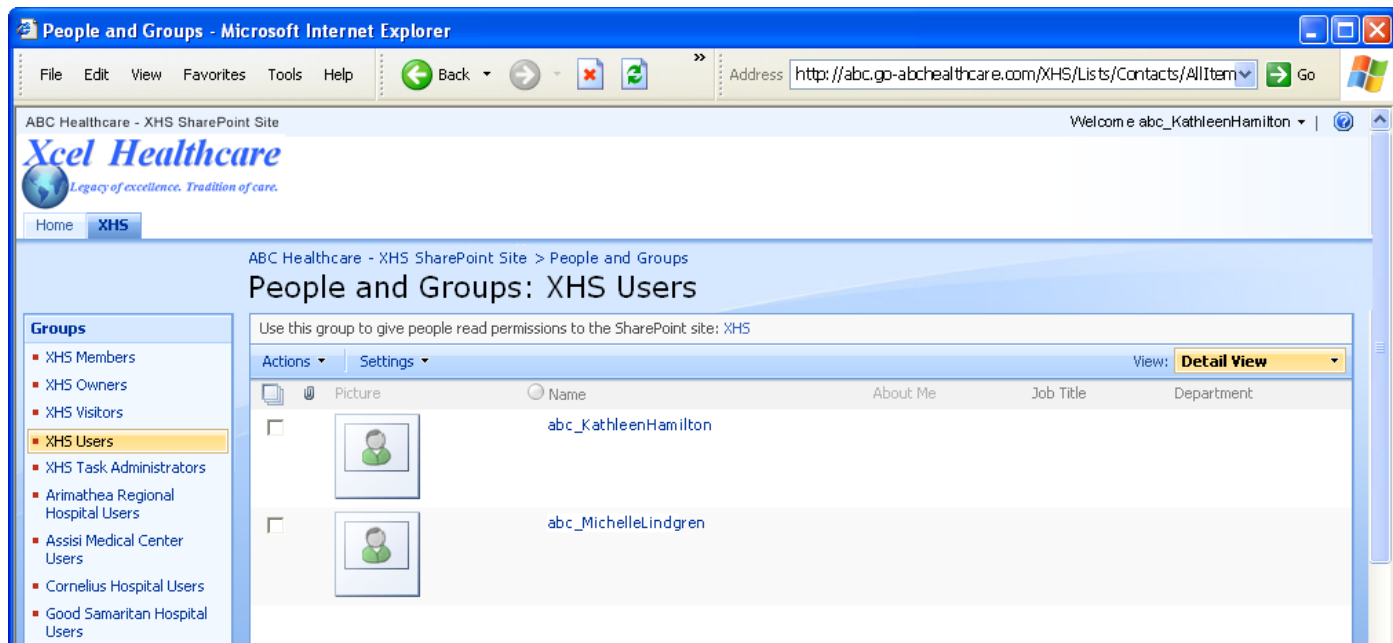 People and Groups - Microsoft Internet Explorer
File Edit View Favorites Tools Help Back » Address http://abc.go-abchealthcare.com/XHS/Lists/Contacts/AllItem Go
ABC Healthcare - XHS SharePoint Site Welcome abc_KathleenHamilton |
Xcel Healthcare
Legacy of excellence. Tradition of care.
Home XHS
ABC Healthcare - XHS SharePoint Site > People and Groups
People and Groups: XHS Users
Groups
Use this group to give people read permissions to the SharePoint site: XHS
XHS Members
Actions Settings View: Detail View
XHS Owners
Picture Name About Me Job Title Department
XHS Visitors
XHS Users
abc_KathleenHamilton
XHS Task Administrators
Arimathea Regional
Hospital Users
abc_MichelleLindgren
Assisi Medical Center
Users
Cornelius Hospital Users
Good Samaritan Hospital
Users